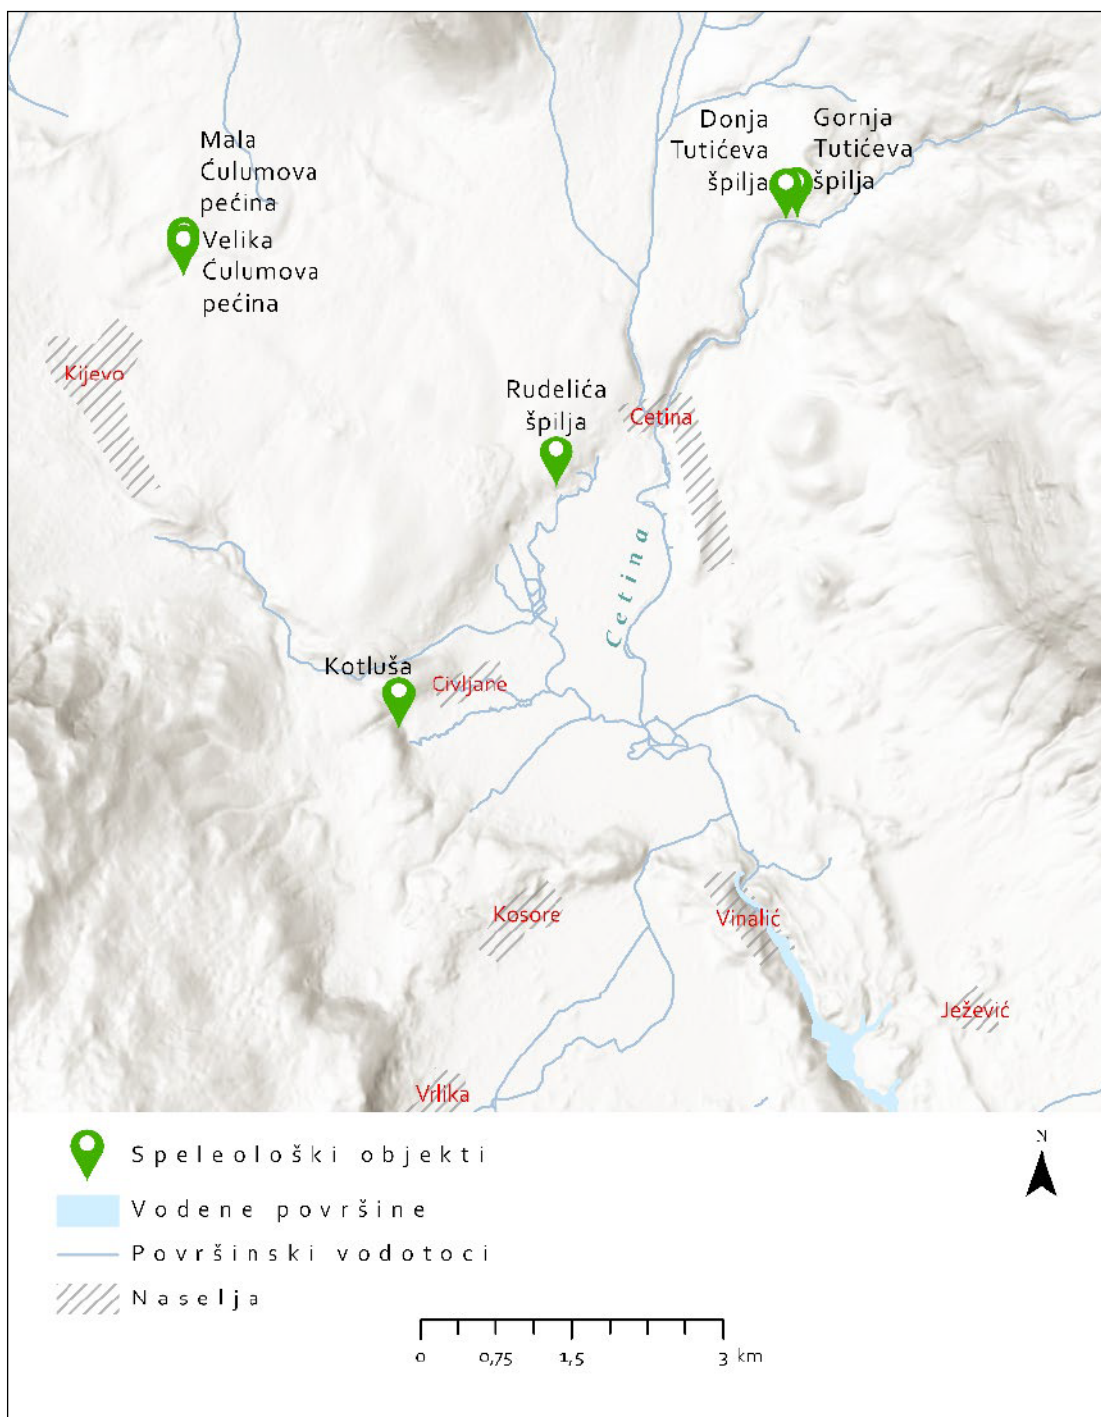 Mala
Ćulumova
pećina
Velika
Ćulumova
pećina
Donja
Tutićeva
špilja
Gornja
Tutićeva
špilja
Kijevo
Rudelića
špilja
Cetina
Cetina
Kotluša
Civljane
Kosore
Vinalić
Ježević
Vrlika
Speleološki objekti
Vodene površine
Površinski vodotoci
Naselja
N
0 0,75 1,5 3 km